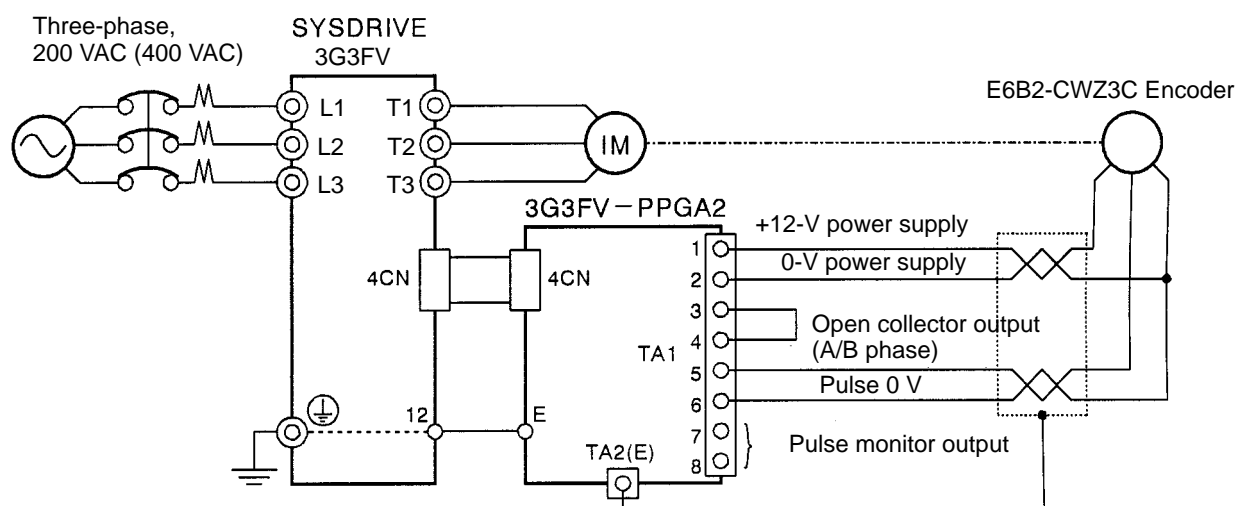 Three-phase,
200 VAC (400 VAC)
SYSDRIVE
3G3FV
E6B2-CWZ3C Encoder
L1
T1
L2
T2
IM
L3
T3
3G3FV-PPGA2
+12-V power supply
1
0-V power supply
4CN
4CN
2
3
Open collector output
(A/B phase)
TA1
4
5
Pulse 0 V
6
12
E
7
Pulse monitor output
TA2(E)
8